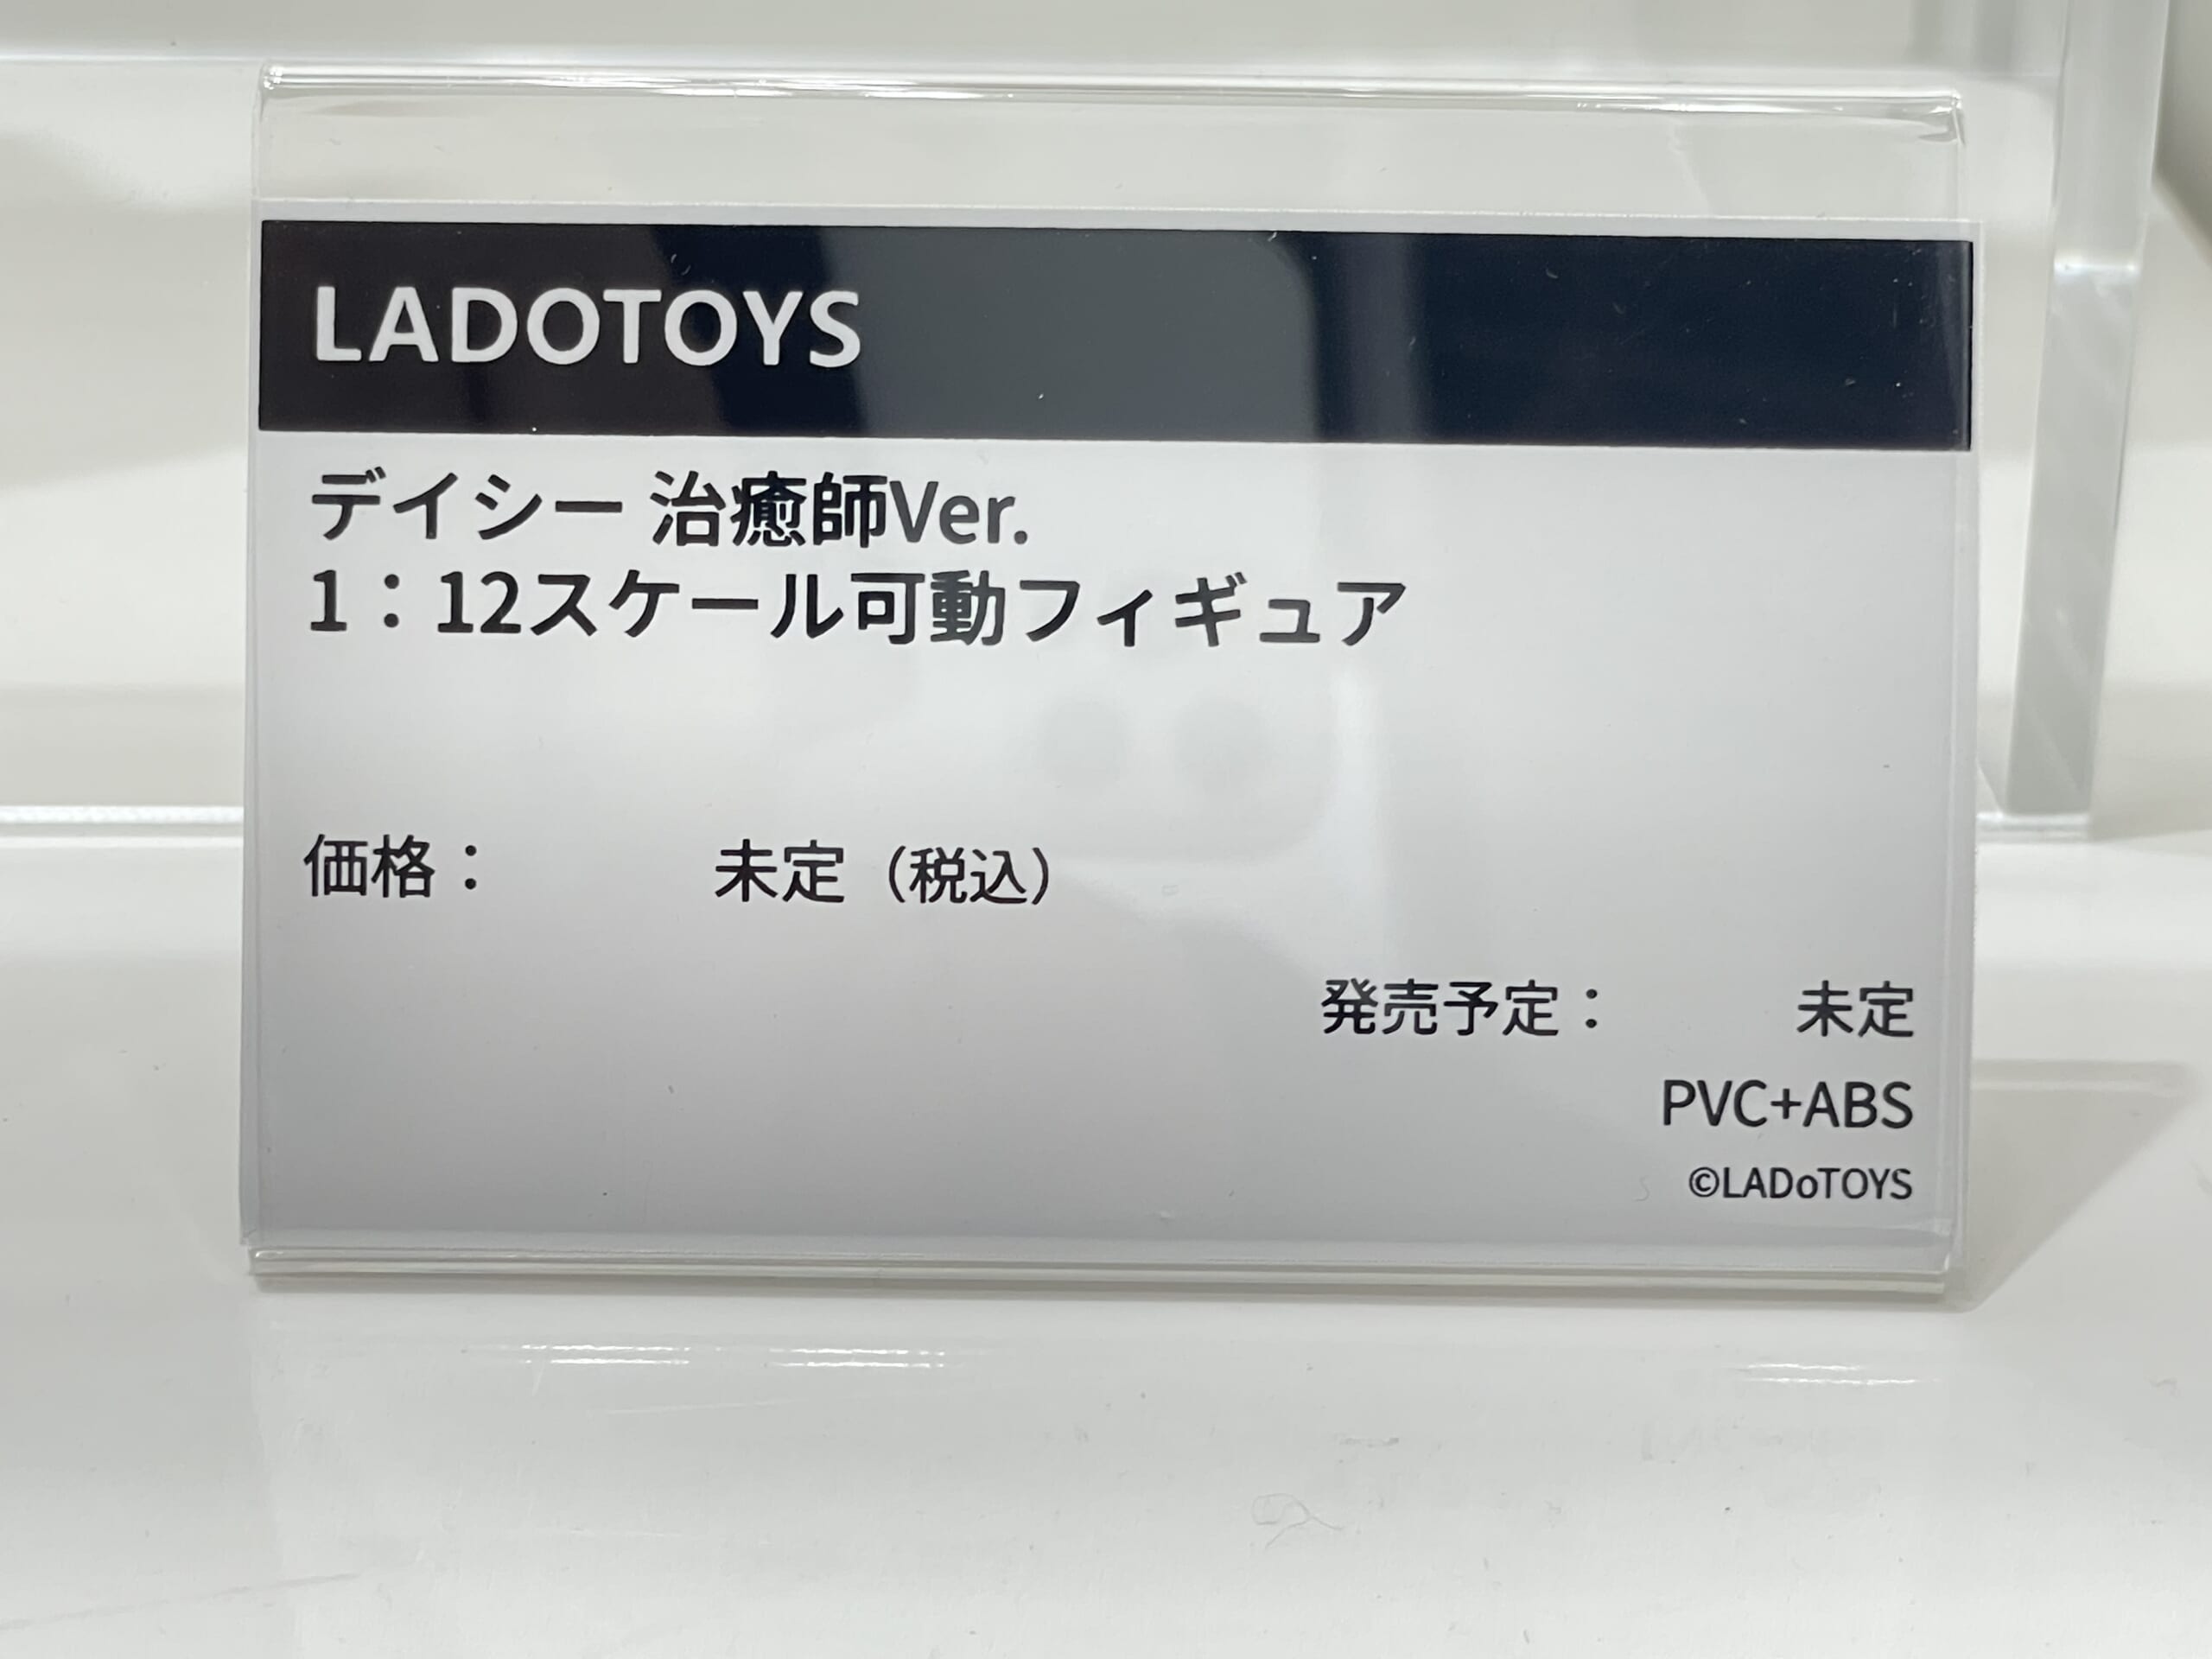 LADOTOYS
デイシー 治癒師Ver.
1：12スケール可動フィギュア
価格： 未定（税込）
発売予定： 未定
PVC+ABS
©LADoTOYS